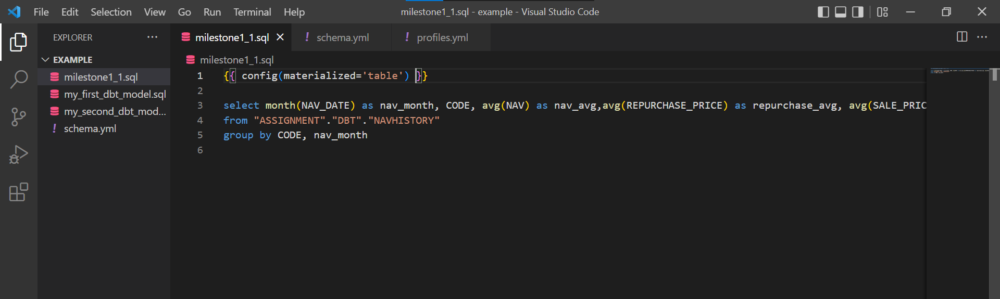 File Edit Selection View Go Run Terminal Help
milestone1_1.sql - example - Visual Studio Code
EXPLORER
EXAMPLE
milestone1_1.sql
my_first_dbt_model.sql
my_second_dbt_mod...
! schema.yml
milestone1_1.sql
! schema.yml
! profiles.yml
milestone1_1.sql
1 {{ config(materialized='table') }}
2
3 select month(NAV_DATE) as nav_month, CODE, avg(NAV) as nav_avg,avg(REPURCHASE_PRICE) as repurchase_avg, avg(SALE_PRIC
4 from "ASSIGNMENT"."DBT"."NAVHISTORY"
5 group by CODE, nav_month
6